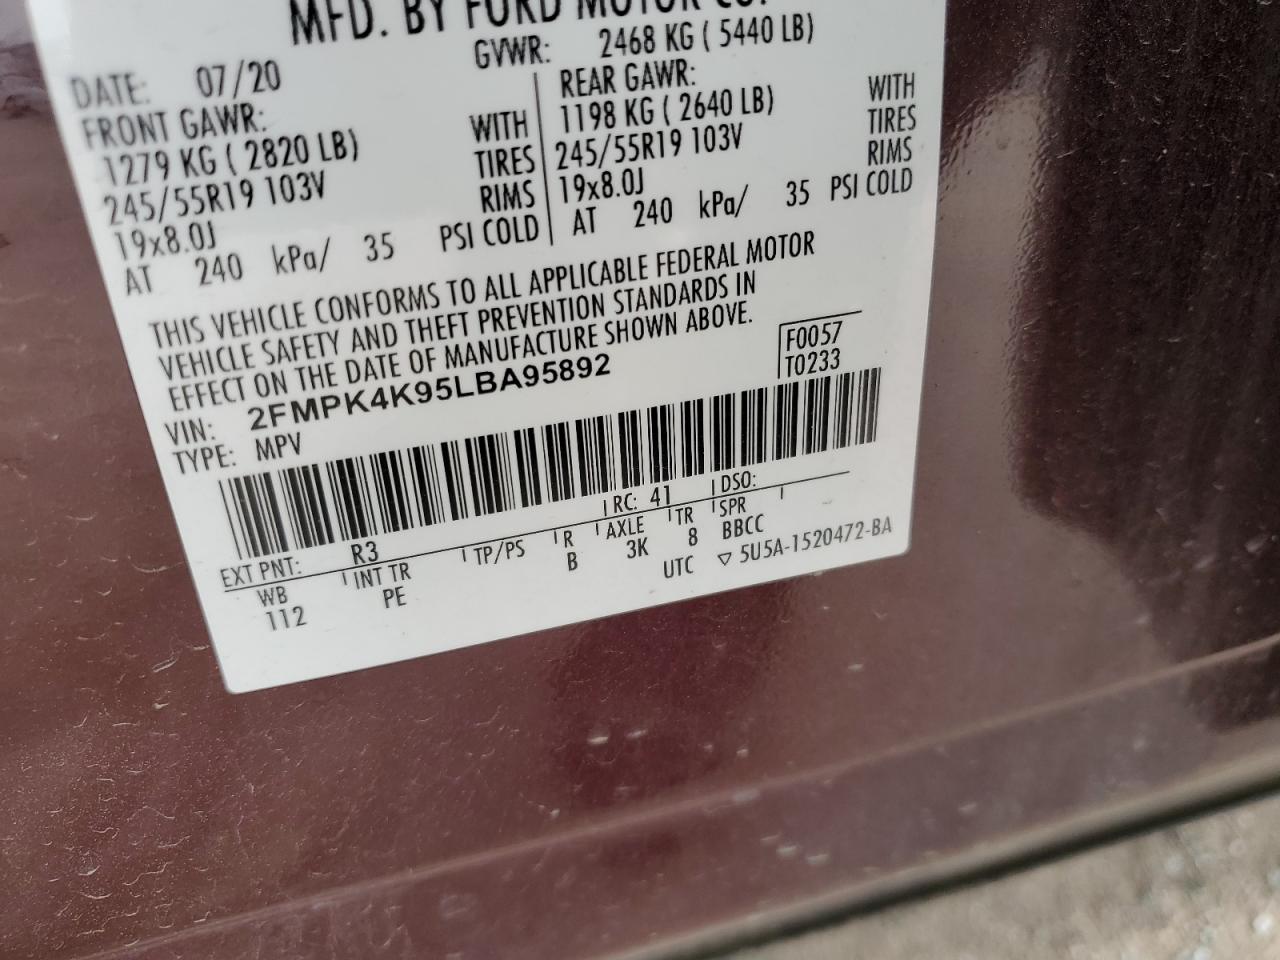 MFD. BY FORD MOTOR CO.
DATE: 07/20 GVWR: 2468 KG ( 5440 LB)
FRONT GAWR: REAR GAWR:
1279 KG ( 2820 LB) WITH 1198 KG ( 2640 LB) WITH
245/55R19 103V TIRES 245/55R19 103V TIRES
19x8.0J RIMS 19x8.0J RIMS
AT 240 kPa/ 35 PSI COLD AT 240 kPa/ 35 PSI COLD
THIS VEHICLE CONFORMS TO ALL APPLICABLE FEDERAL MOTOR
VEHICLE SAFETY AND THEFT PREVENTION STANDARDS IN
EFFECT ON THE DATE OF MANUFACTURE SHOWN ABOVE.
VIN: 2FMPK4K95LBA95892 F0057
TYPE: MPV T0233
EXT PNT: R3 RC: 41 DSO:
WB INT TR TP/PS R AXLE TR SPR
112 PE B 3K 8 BBCC
UTC ▽ 5U5A-1520472-BA